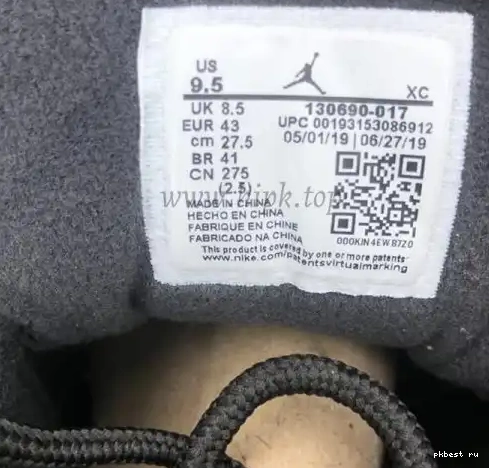 US
9.5
XC
UK 8.5
130690-017
EUR 43
UPC 00193153086912
cm 27.5
05/01/19 | 06/27/19
BR 41
CN 275
(2.5)
MADE IN CHINA
HECHO EN CHINA
FABRIQUE EN CHINE
FABRICADO NA CHINA
000KJN4EW87Z0
This product is covered by one or more patents
www.nike.com/patentsvirtualmarking
pkbest ru